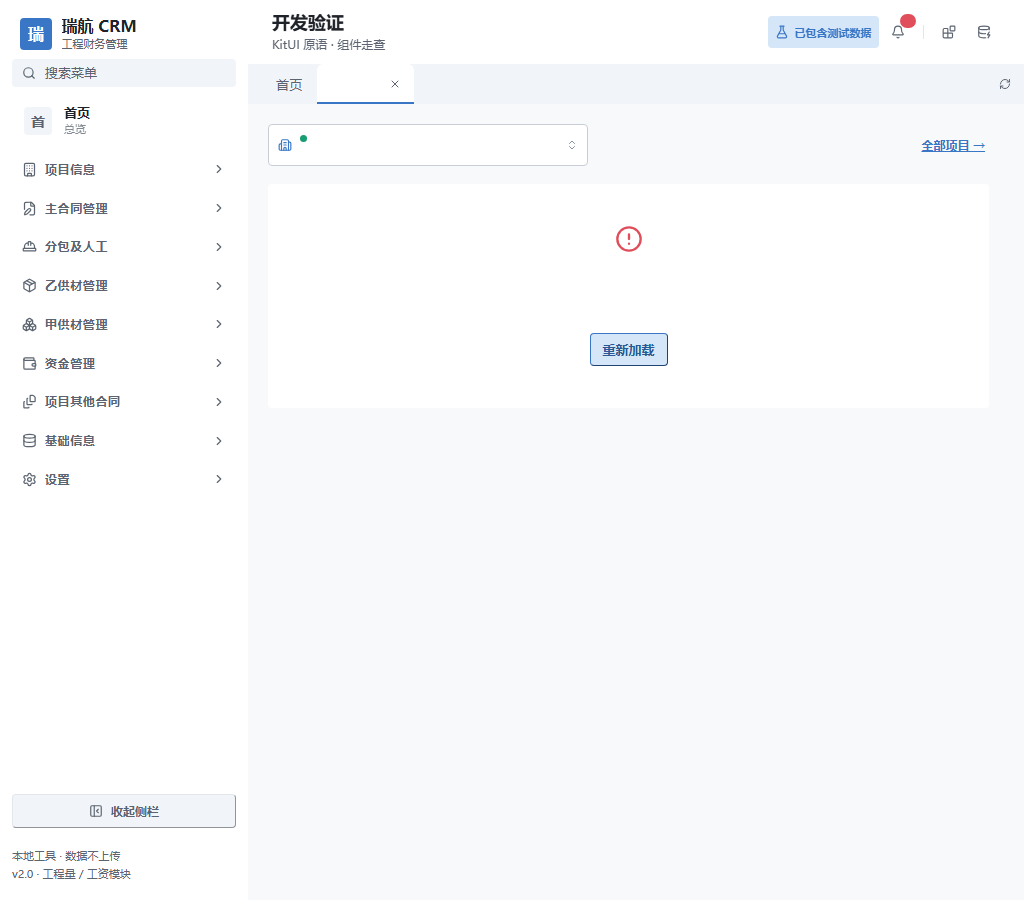 瑞
瑞航 CRM
工程财务管理
搜索菜单
首
首页
总览
项目信息
主合同管理
分包及人工
乙供材管理
甲供材管理
资金管理
项目其他合同
基础信息
设置
收起侧栏
本地工具 · 数据不上传
v2.0 · 工程量 / 工资模块
开发验证
KitUI 原语 · 组件走查
已包含测试数据
首页
全部项目 →
重新加载